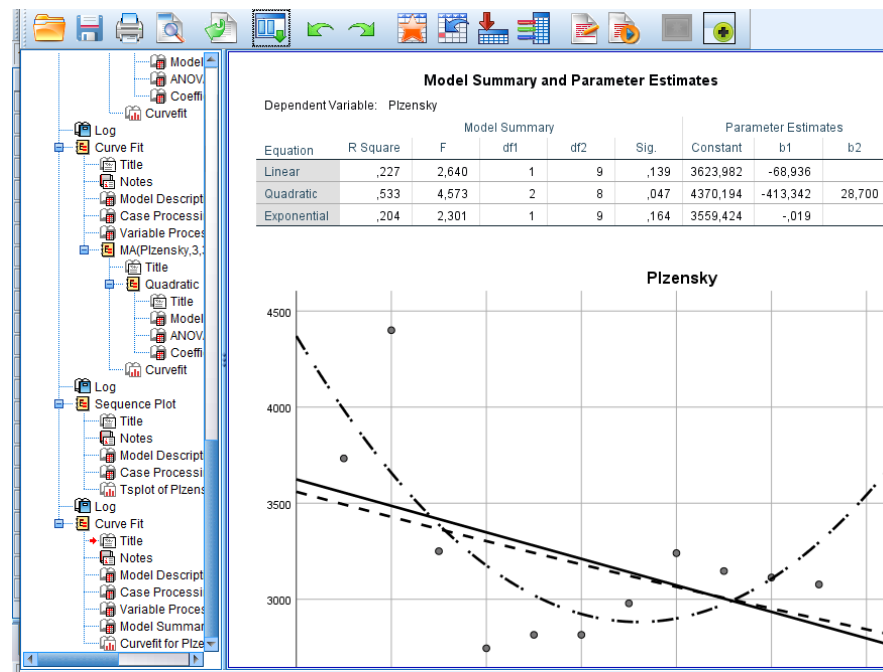 Model
ANOV
Coeffi
Curvefit
Log
Curve Fit
Title
Notes
Model Descript
Case Processi
Variable Proces
MA(Plzensky,3,
Title
Quadratic
Title
Model
ANOV
Coeffi
Curvefit
Log
Sequence Plot
Title
Notes
Model Descript
Case Processi
Tsplot of Plzens
Log
Curve Fit
Title
Notes
Model Descript
Case Processi
Variable Proces
Model Summar
Curvefit for Plze
Model Summary and Parameter Estimates
Dependent Variable: Plzensky
Model Summary Parameter Estimates
Equation R Square F df1 df2 Sig. Constant b1 b2
Linear ,227 2,640 1 9 ,139 3623,982 -68,936
Quadratic ,533 4,573 2 8 ,047 4370,194 -413,342 28,700
Exponential ,204 2,301 1 9 ,164 3559,424 -,019
Plzensky
4500
4000
3500
3000